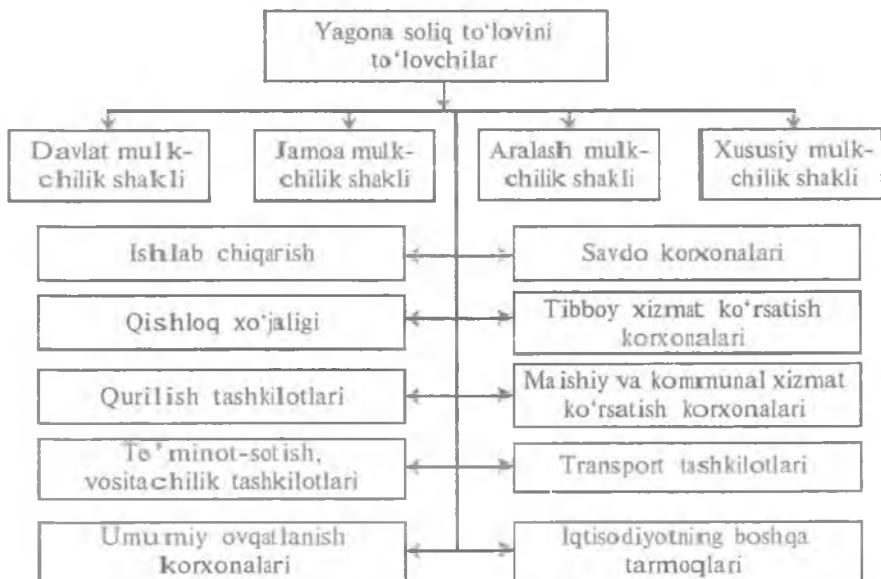 Yagona soliq to‘lovini
to‘lovchilar
Davlat mulk-
chilik shakli
Jamoa mulk-
chilik shakli
Aralash mulk-
chilik shakli
Xususiy mulk-
chilik shakli
Ishlab chiqarish
Savdo korxonalari
Qishloq xo‘jaligi
Tibboy xizmat ko‘rsatish
korxonalari
Qurilish tashkilotlari
Maishiy va kommunal xizmat
ko‘rsatish korxonalari
Te’minot-sotish,
vositachilik tashkilotlari
Transport tashkilotlari
Umumiy ovqatlanish
korxonalari
Iqtisodiyotning boshqa
tarmoqlari